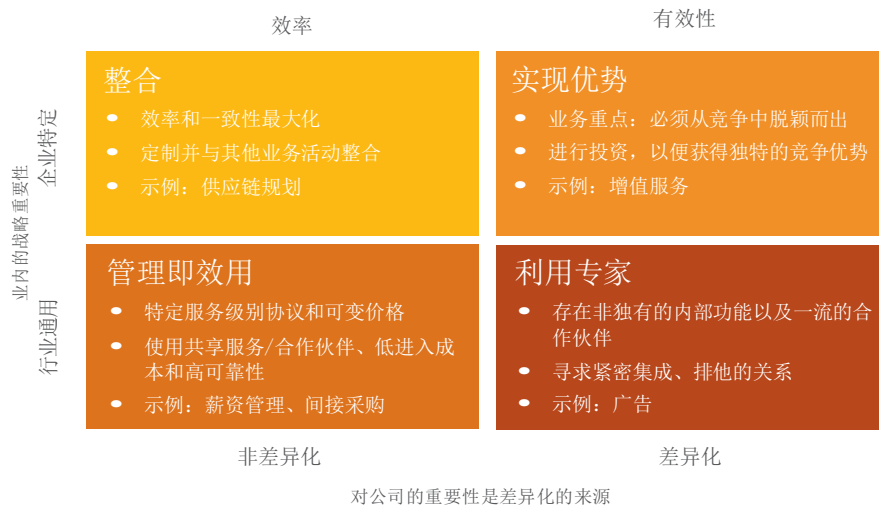 效率
有效性
业内的战略重要性
企业特定
整合
效率和一致性最大化
定制并与其他业务活动整合
示例：供应链规划
实现优势
业务重点：必须从竞争中脱颖而出
进行投资，以便获得独特的竞争优势
示例：增值服务
行业通用
管理即效用
特定服务级别协议和可变价格
使用共享服务/合作伙伴、低进入成
本和高可靠性
示例：薪资管理、间接采购
利用专家
存在非独有的内部功能以及一流的合
作伙伴
寻求紧密集成、排他的关系
示例：广告
非差异化
差异化
对公司的重要性是差异化的来源